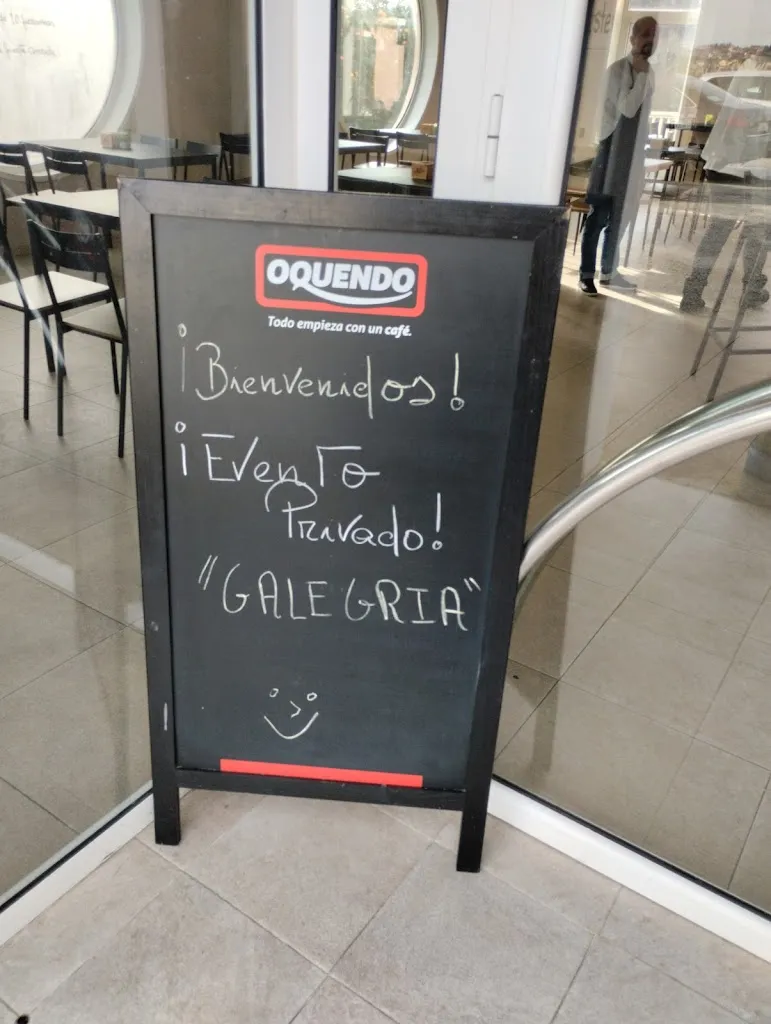 OQUENDO
Todo empieza con un café.
¡Bienvenidos!
¡Evento
Privado!
"GALEGRIA"